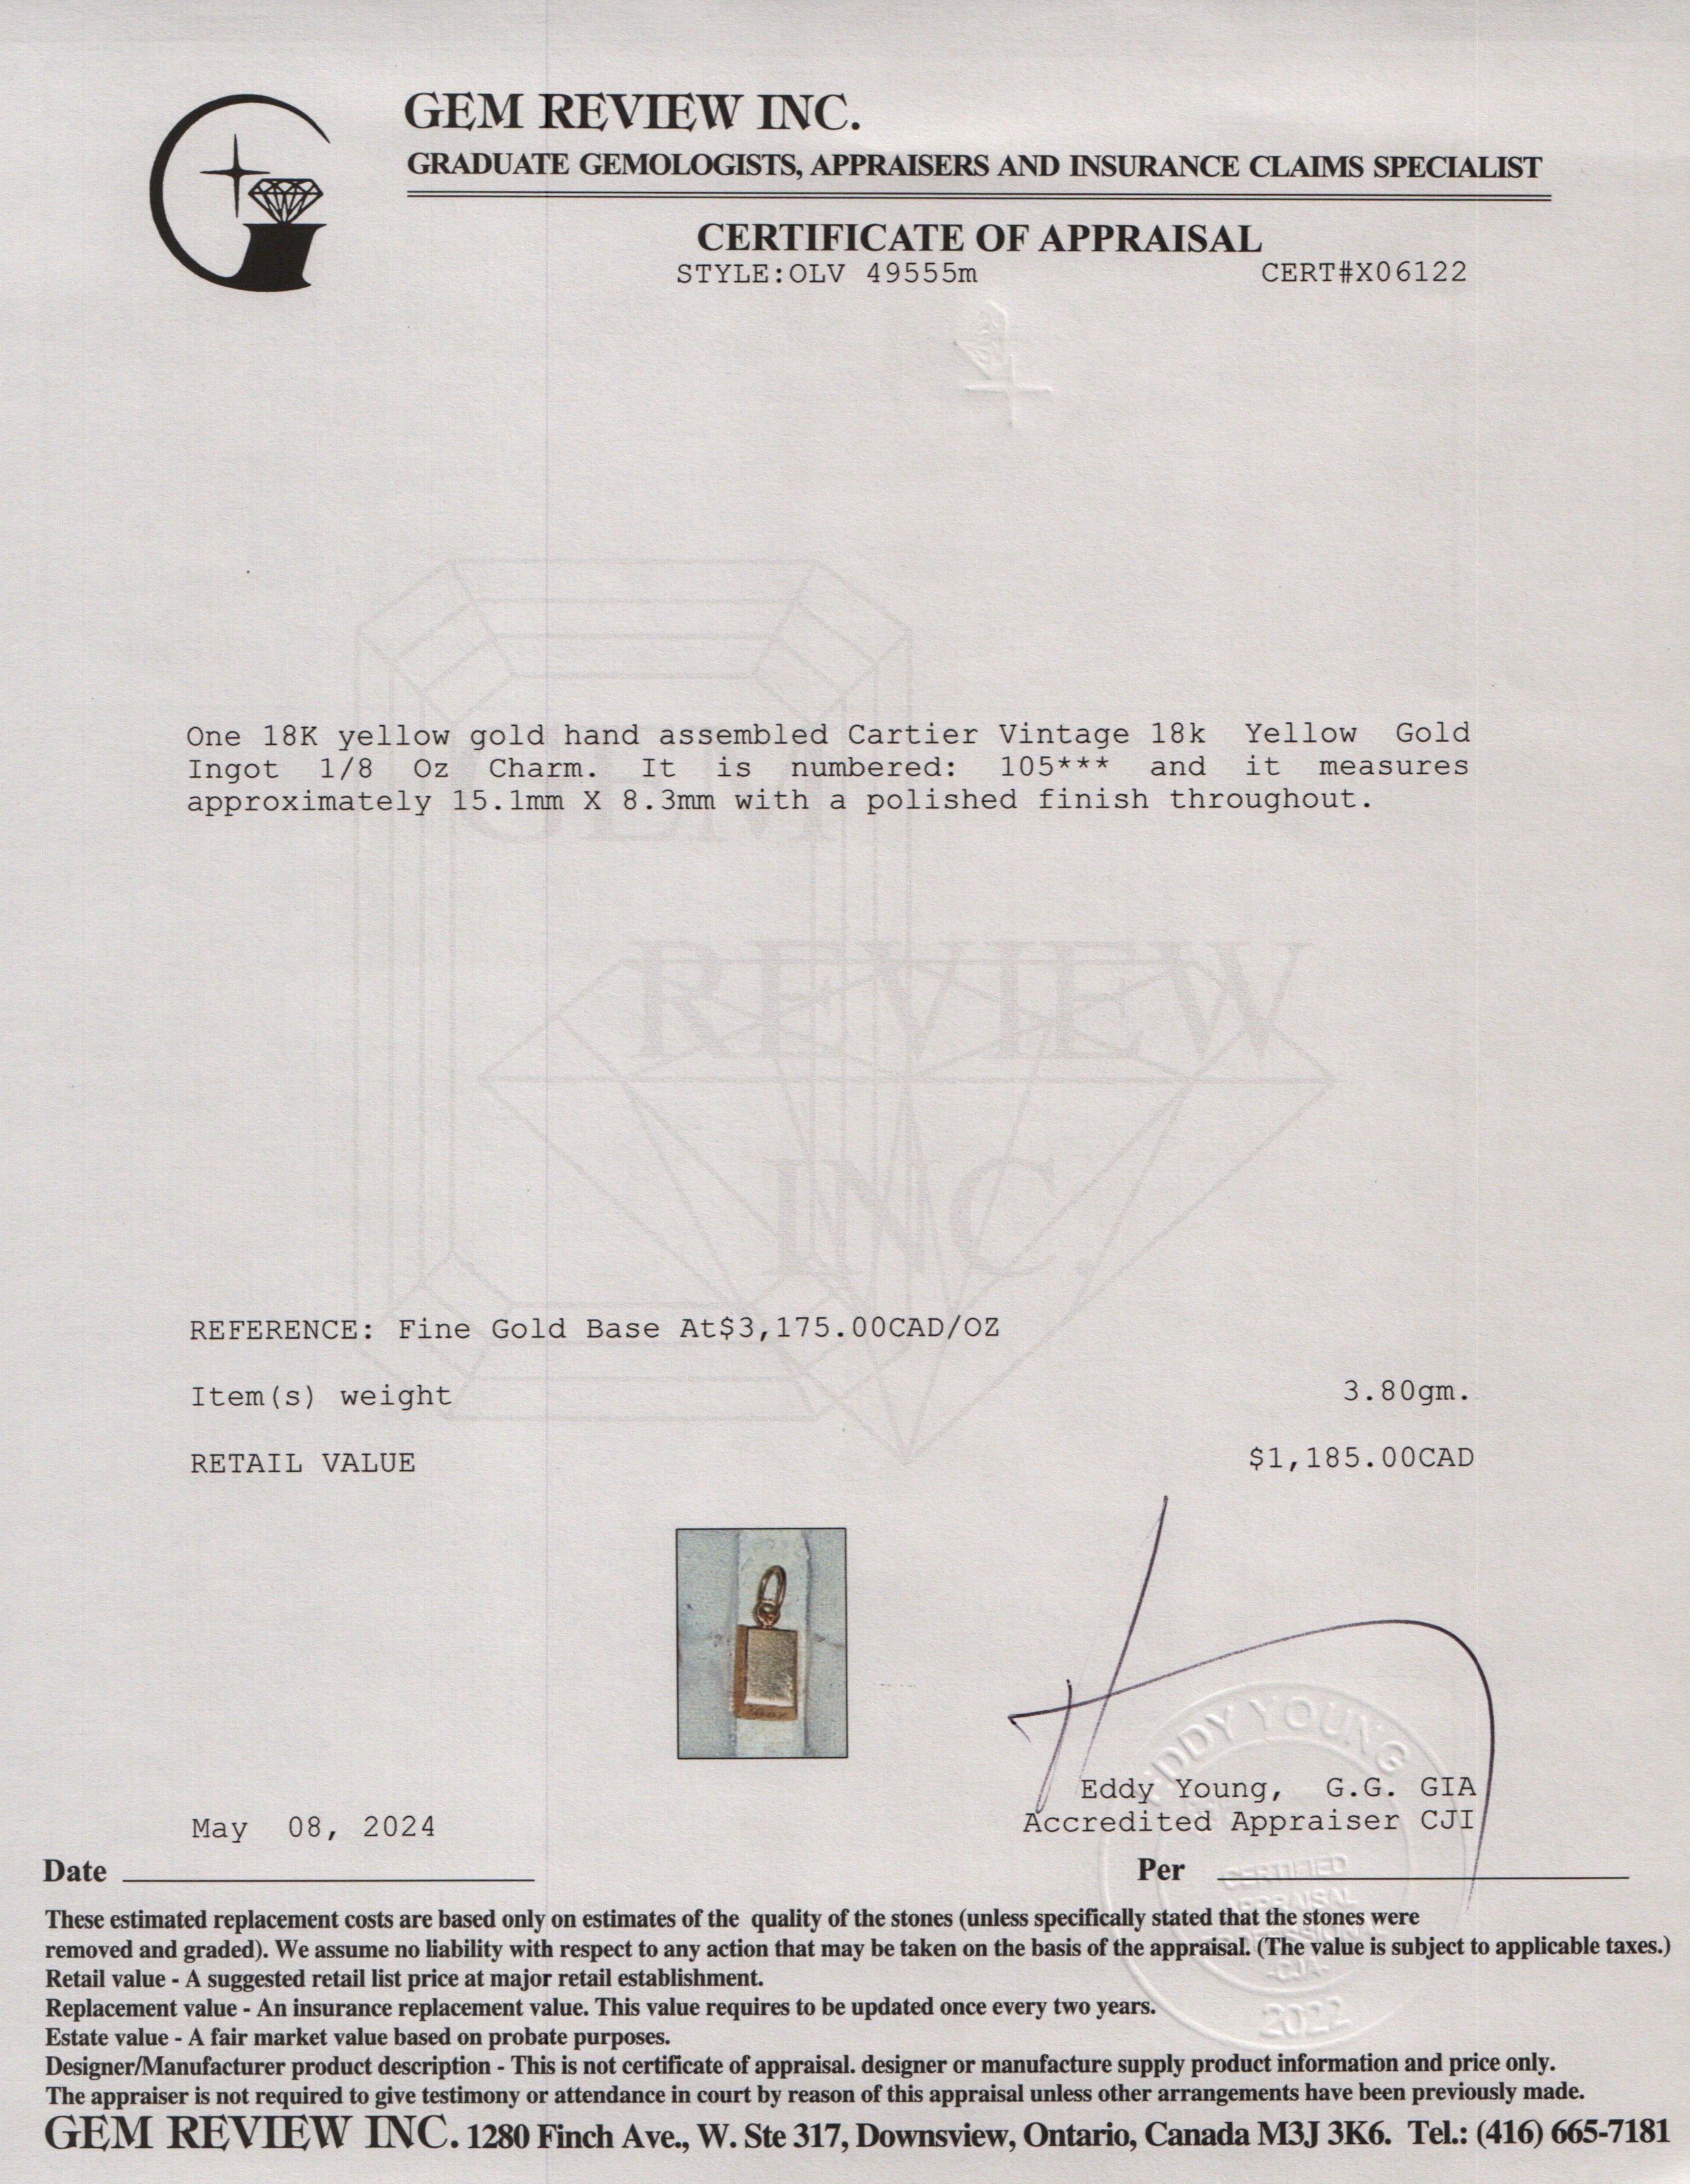 GEM REVIEW INC.
GRADUATE GEMOLOGISTS, APPRAISERS AND INSURANCE CLAIMS SPECIALIST
CERTIFICATE OF APPRAISAL
STYLE:OLV 49555m CERT#X06122
One 18K yellow gold hand assembled Cartier Vintage 18k Yellow Gold
Ingot 1/8 Oz Charm. It is numbered: 105*** and it measures
approximately 15.1mm X 8.3mm with a polished finish throughout.
GEM
REVIEW
INC.
REFERENCE: Fine Gold Base At$3,175.00CAD/OZ
Item(s) weight 3.80gm.
RETAIL VALUE $1,185.00CAD
EDDY YOUNG
Eddy Young, G.G. GIA
Accredited Appraiser CJI
May 08, 2024
Date
Per
CERTIFIED
APPRAISAL
PROFESSIONAL
-CJA-
2022
These estimated replacement costs are based only on estimates of the quality of the stones (unless specifically stated that the stones were
removed and graded). We assume no liability with respect to any action that may be taken on the basis of the appraisal. (The value is subject to applicable taxes.)
Retail value - A suggested retail list price at major retail establishment.
Replacement value - An insurance replacement value. This value requires to be updated once every two years.
Estate value - A fair market value based on probate purposes.
Designer/Manufacturer product description - This is not certificate of appraisal. designer or manufacture supply product information and price only.
The appraiser is not required to give testimony or attendance in court by reason of this appraisal unless other arrangements have been previously made.
GEM REVIEW INC. 1280 Finch Ave., W. Ste 317, Downsview, Ontario, Canada M3J 3K6. Tel.: (416) 665-7181